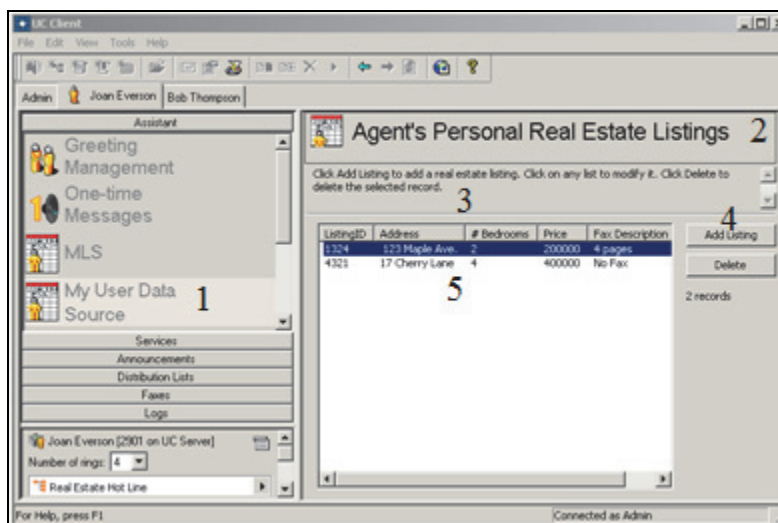 UC Client
File Edit View Tools Help
Admin Joan Everson Bob Thompson
Assistant
Greeting
Management
One-time
Messages
MLS
My User Data
Source
1
Services
Announcements
Distribution Lists
Faxes
Logs
Joan Everson [2901 on UC Server]
Number of rings: 4
Real Estate Hot Line
Agent's Personal Real Estate Listings 2
Click Add Listing to add a real estate listing. Click on any list to modify it. Click Delete to
delete the selected record.
3
4
ListingID Address # Bedrooms Price Fax Description
1324 123 Maple Ave. 2 200000 4 pages
4321 17 Cherry Lane 4 400000 No Fax
5
Add Listing
Delete
2 records
For Help, press F1 Connected as Admin